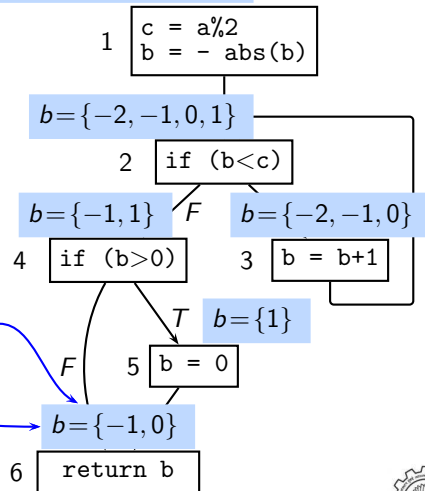 1
c = a%2
b = - abs(b)
b={-2, -1, 0, 1}
2
if (b<c)
b={-1, 1}
F
b={-2, -1, 0}
4
if (b>0)
3
b = b+1
T
b={1}
F
5
b = 0
b={-1, 0}
6
return b